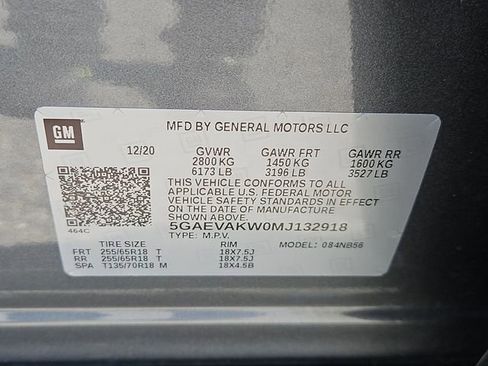 GM
MFD BY GENERAL MOTORS LLC
12/20 GVWR GAWR FRT GAWR RR
2800 KG 1450 KG 1600 KG
6173 LB 3196 LB 3527 LB
THIS VEHICLE CONFORMS TO ALL
APPLICABLE U.S. FEDERAL MOTOR
VEHICLE SAFETY STANDARDS IN EFFECT
ON THE DATE OF MANUFACTURE
SHOWN ABOVE.
464C
5GAEVAKW0MJ132918
TYPE: M.P.V.
TIRE SIZE RIM MODEL: 084NB56
FRT 255/65R18 T 18X7.5J
RR 255/65R18 T 18X7.5J
SPA T135/70R18 M 18X4.5B